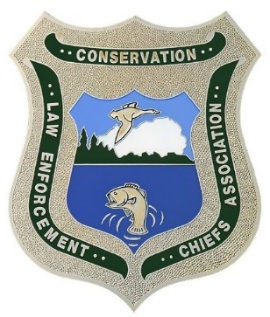 ·· CONSERVATION ··
·· LAW ENFORCEMENT ··
·· CHIEFS ASSOCIATION ··